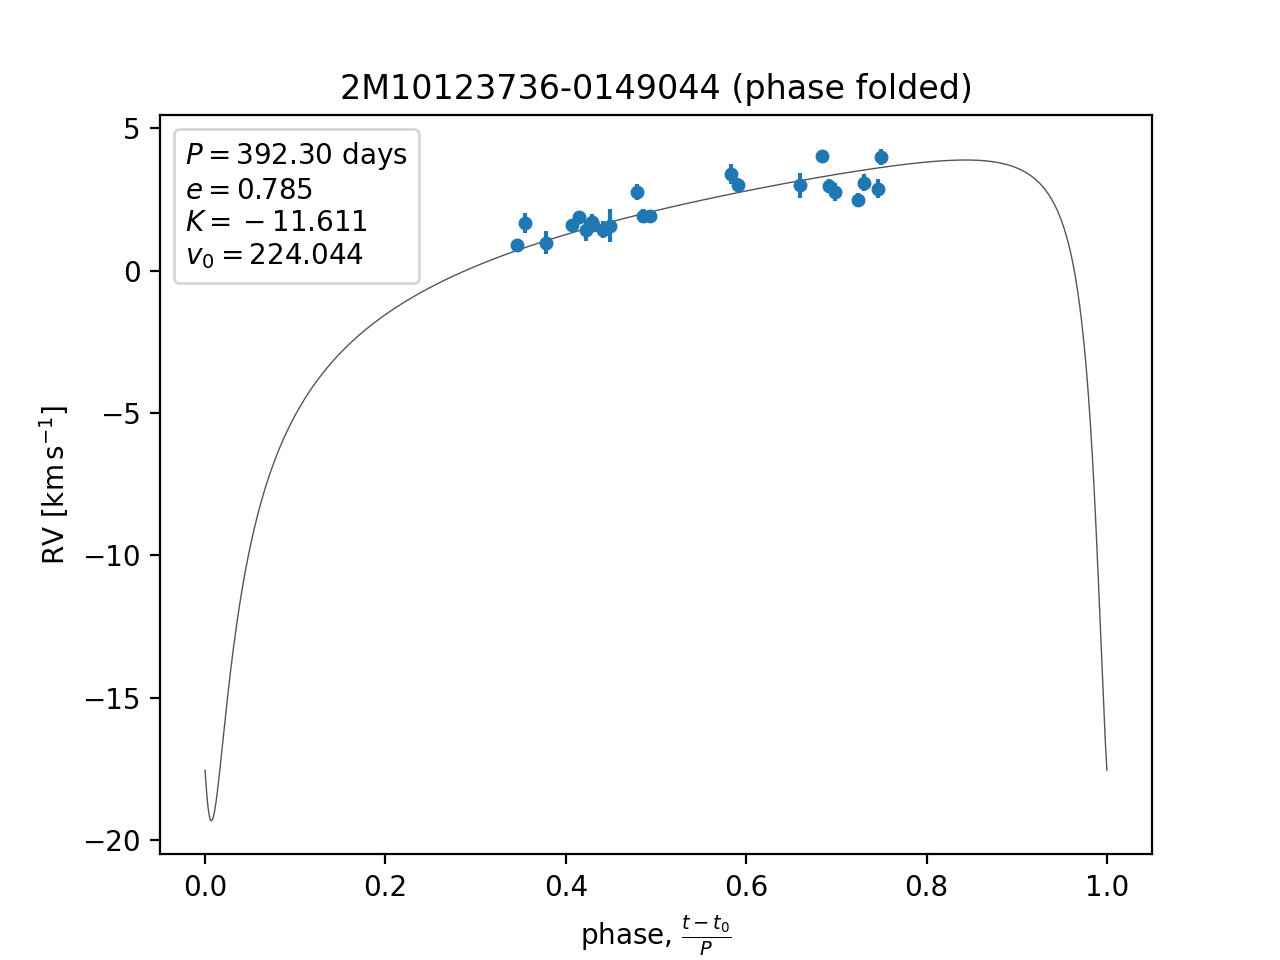 2M10123736-0149044 (phase folded)
P = 392.30 days
e = 0.785
K = −11.611
v₀ = 224.044
RV [km s⁻¹]
5
0
−5
−10
−15
−20
0.0 0.2 0.4 0.6 0.8 1.0
phase, (t − t₀)/P